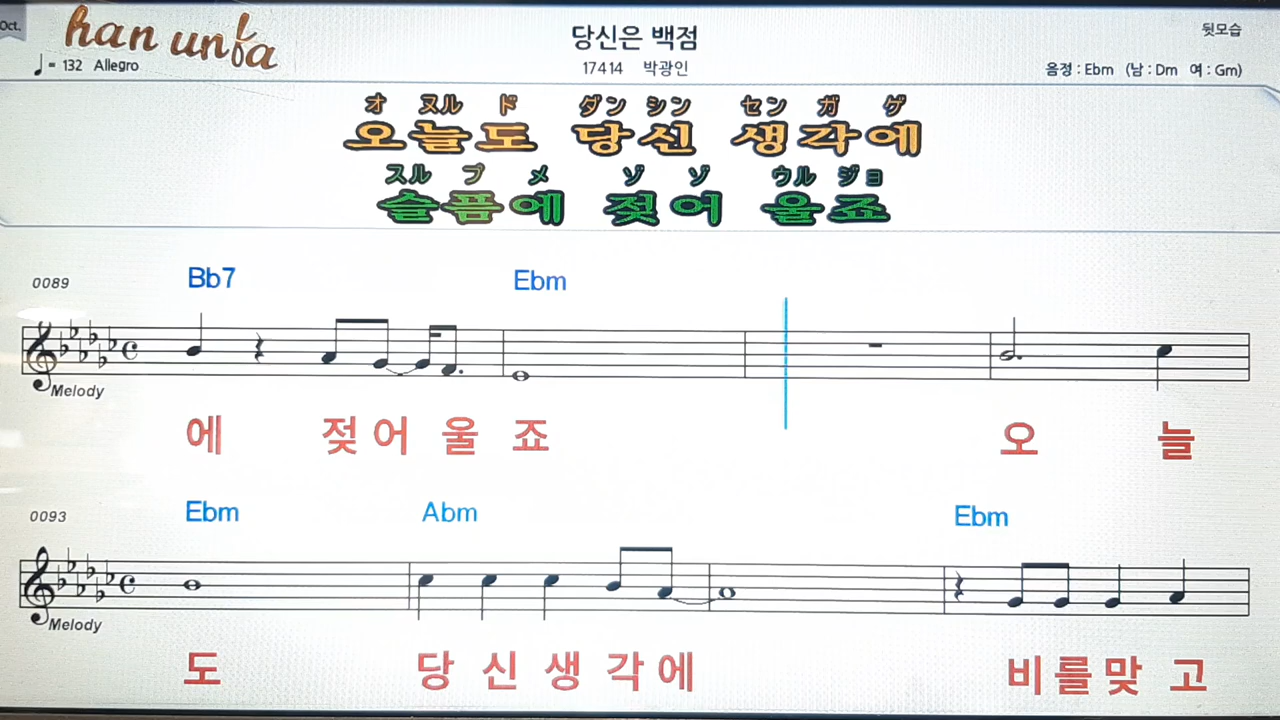 Oct.
han unfa
당신은 백점
뒷모습
= 132 Allegro
17414 박광인
음정 : Ebm (남 : Dm 여 : Gm)
オ ヌル ド ダン シン セン ガ ゲ
오늘도 당신 생각에
スル プ メ ゾ ゾ ウル ジョ
슬픔에 젖어 울죠
0089
Bb7 Ebm
Melody
에 젖어 울 죠 오 늘
0093
Ebm Abm Ebm
Melody
도 당 신 생 각에 비를맞 고